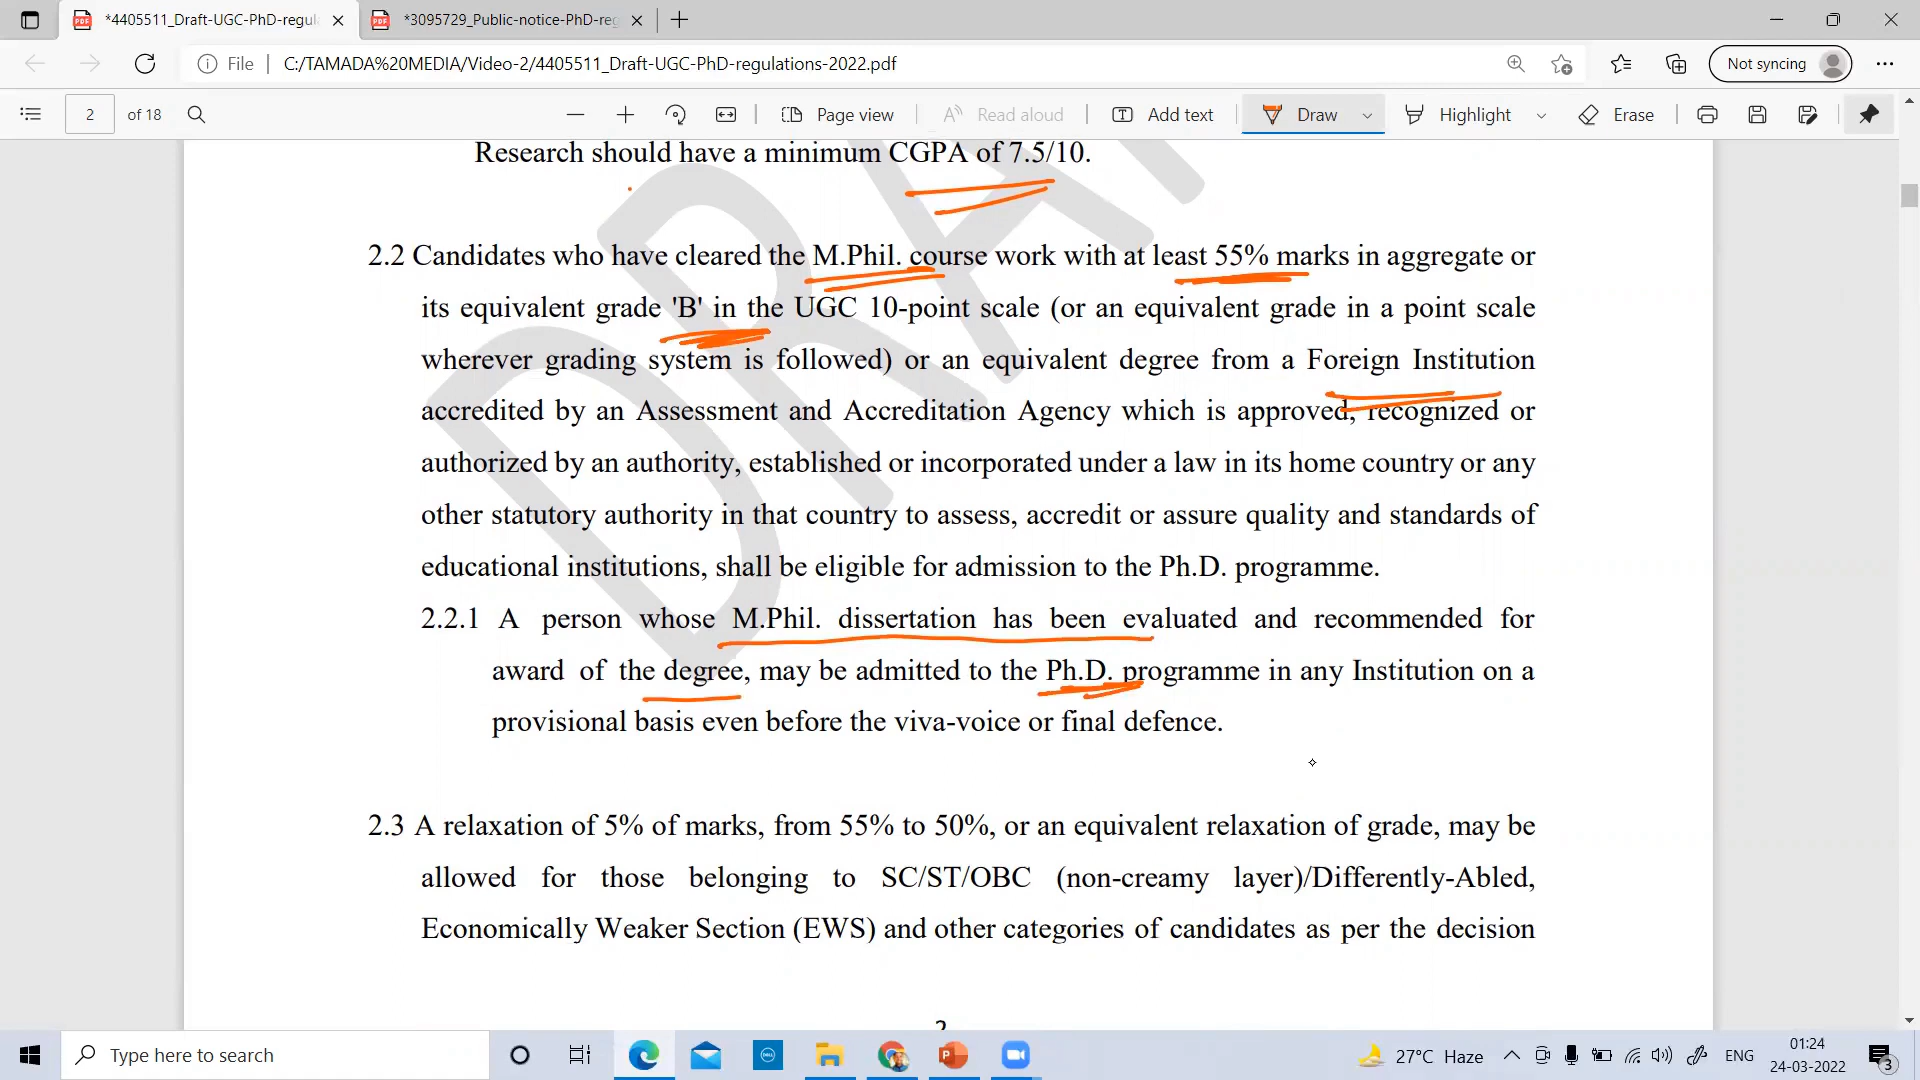 *4405511_Draft-UGC-PhD-regul
*3095729_Public-notice-PhD-reg
File
C:/TAMADA%20MEDIA/Video-2/4405511_Draft-UGC-PhD-regulations-2022.pdf
Not syncing
2 of 18
Page view
Read aloud
Add text
Draw
Highlight
Erase
DRA
Research should have a minimum CGPA of 7.5/10.
2.2 Candidates who have cleared the M.Phil. course work with at least 55% marks in aggregate or
its equivalent grade 'B' in the UGC 10-point scale (or an equivalent grade in a point scale
wherever grading system is followed) or an equivalent degree from a Foreign Institution
accredited by an Assessment and Accreditation Agency which is approved, recognized or
authorized by an authority, established or incorporated under a law in its home country or any
other statutory authority in that country to assess, accredit or assure quality and standards of
educational institutions, shall be eligible for admission to the Ph.D. programme.
2.2.1 A person whose M.Phil. dissertation has been evaluated and recommended for
award of the degree, may be admitted to the Ph.D. programme in any Institution on a
provisional basis even before the viva-voice or final defence.
2.3 A relaxation of 5% of marks, from 55% to 50%, or an equivalent relaxation of grade, may be
allowed for those belonging to SC/ST/OBC (non-creamy layer)/Differently-Abled,
Economically Weaker Section (EWS) and other categories of candidates as per the decision
2
Type here to search
27°C Haze
ENG
01:24
24-03-2022
3